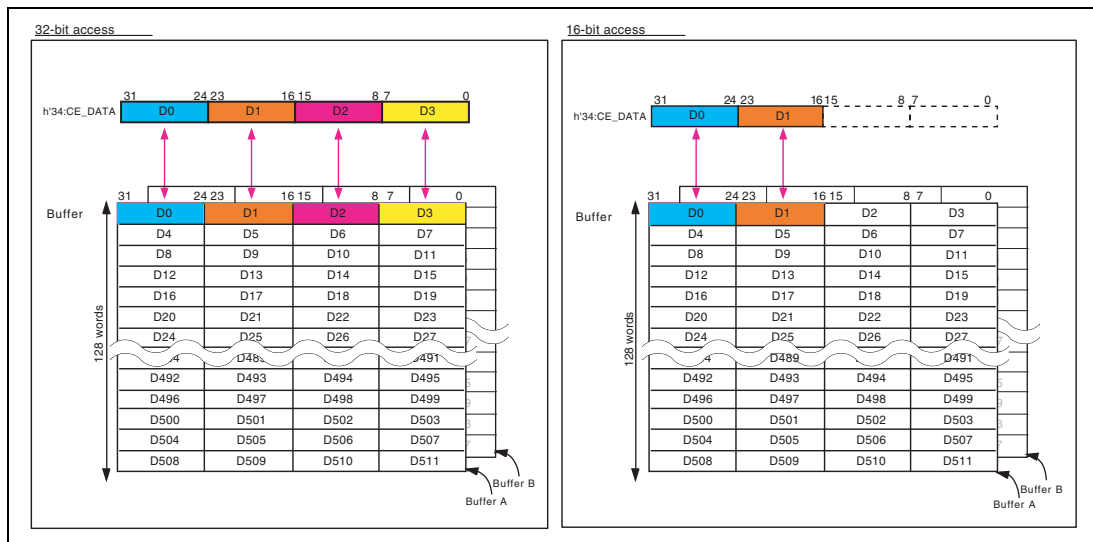 32-bit access
31 24 23 16 15 8 7 0
h'34:CE_DATA D0 D1 D2 D3
31 24 23 16 15 8 7 0
Buffer D0 D1 D2 D3
D4 D5 D6 D7
D8 D9 D10 D11
D12 D13 D14 D15
D16 D17 D18 D19
D20 D21 D22 D23
D24 D25 D26 D27
D491
D492 D493 D494 D495
D496 D497 D498 D499
D500 D501 D502 D503
D504 D505 D506 D507
D508 D509 D510 D511
128 words
Buffer B
Buffer A
16-bit access
31 24 23 16 15 8 7 0
h'34:CE_DATA D0 D1
31 24 23 16 15 8 7 0
Buffer D0 D1 D2 D3
D4 D5 D6 D7
D8 D9 D10 D11
D12 D13 D14 D15
D16 D17 D18 D19
D20 D21 D22 D23
D24 D25 D26 D27
D489 D491
D492 D493 D494 D495
D496 D497 D498 D499
D500 D501 D502 D503
D504 D505 D506 D507
D508 D509 D510 D511
128 words
Buffer B
Buffer A